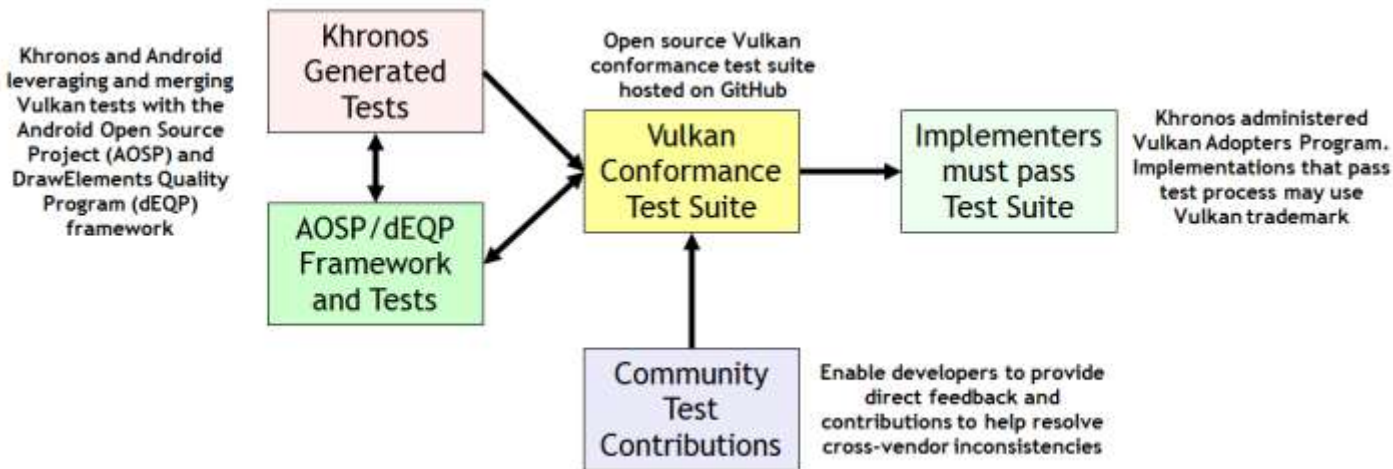 Khronos and Android
leveraging and merging
Vulkan tests with the
Android Open Source
Project (AOSP) and
DrawElements Quality
Program (dEQP)
framework
Khronos
Generated
Tests
AOSP/dEQP
Framework
and Tests
Open source Vulkan
conformance test suite
hosted on GitHub
Vulkan
Conformance
Test Suite
Implementers
must pass
Test Suite
Khronos administered
Vulkan Adopters Program.
Implementations that pass
test process may use
Vulkan trademark
Community
Test
Contributions
Enable developers to provide
direct feedback and
contributions to help resolve
cross-vendor inconsistencies